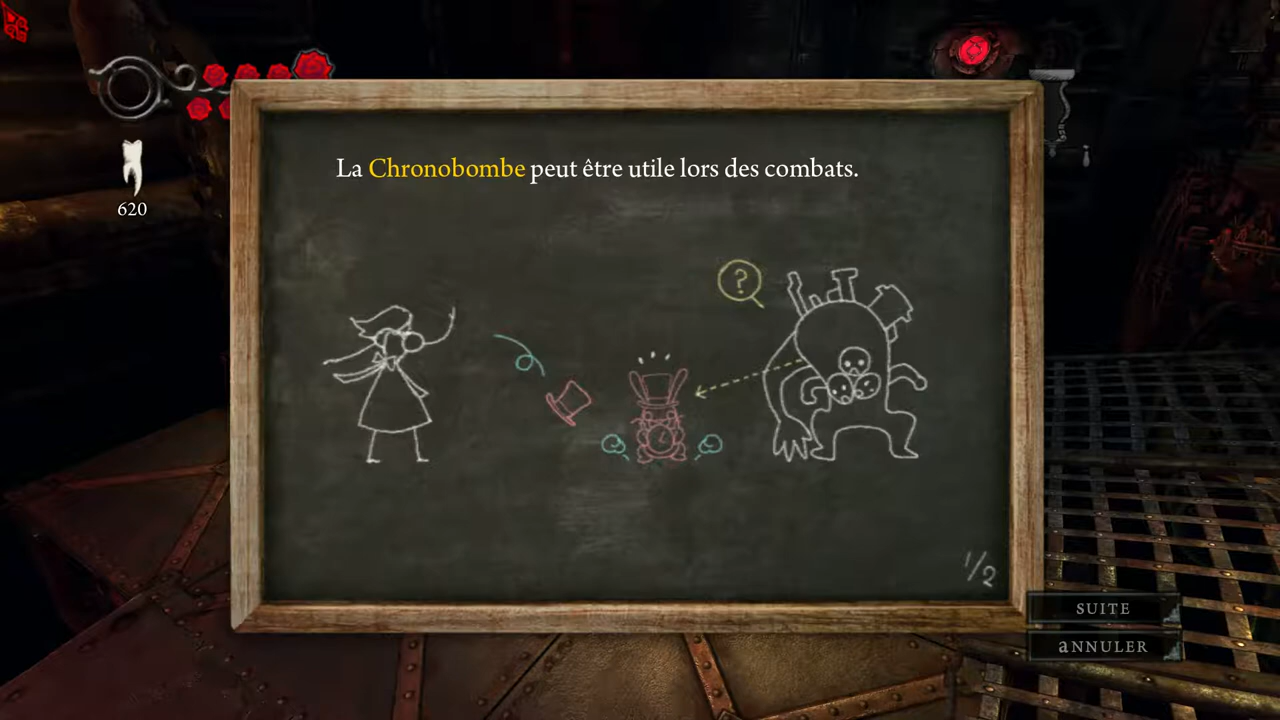 La Chronobombe peut être utile lors des combats.
?
620
1/2
SUITE
aNNULER